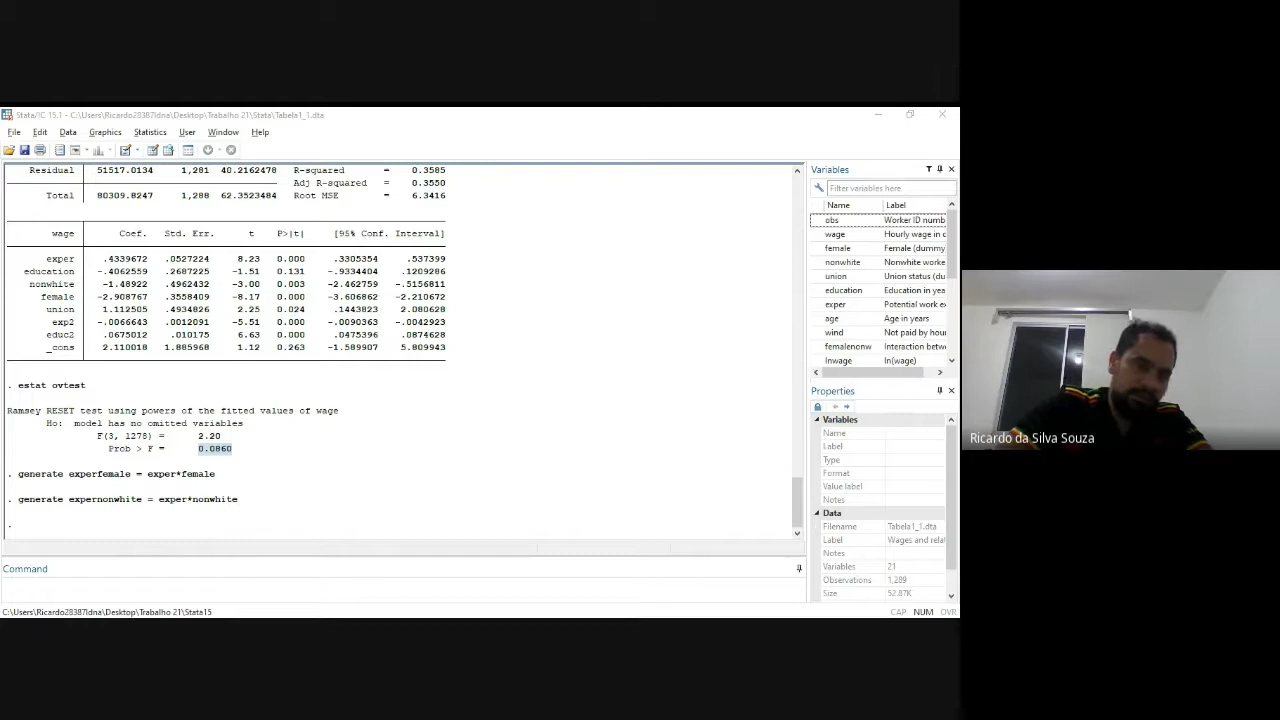 Stata/IC 15.1 - C:\Users\Ricardo28387ldna\Desktop\Trabalho 21\Stata\Tabela1_1.dta
File Edit Data Graphics Statistics User Window Help
Residual 51517.0134 1,281 40.2162478 R-squared = 0.3585
Adj R-squared = 0.3550
Total 80309.8247 1,288 62.3523484 Root MSE = 6.3416
wage Coef. Std. Err. t P>|t| [95% Conf. Interval]
exper .4339672 .0527224 8.23 0.000 .3305354 .537399
education -.4062559 .2687225 -1.51 0.131 -.9334404 .1209286
nonwhite -1.48922 .4962432 -3.00 0.003 -2.462759 -.5156811
female -2.908767 .3558409 -8.17 0.000 -3.606862 -2.210672
union 1.112505 .4934826 2.25 0.024 .1443823 2.080628
exp2 -.0066643 .0012091 -5.51 0.000 -.0090363 -.0042923
educ2 .0675012 .010175 6.63 0.000 .0475396 .0874628
_cons 2.110018 1.885968 1.12 0.263 -1.589907 5.809943
. estat ovtest
Ramsey RESET test using powers of the fitted values of wage
Ho: model has no omitted variables
F(3, 1278) = 2.20
Prob > F = 0.0860
. generate experfemale = exper*female
. generate expernonwhite = exper*nonwhite
.
Command
C:\Users\Ricardo28387ldna\Desktop\Trabalho 21\Stata15
Variables
Filter variables here
Name Label
obs Worker ID numb
wage Hourly wage in c
female Female (dummy
nonwhite Nonwhite worke
union Union status (du
education Education in yea
exper Potential work ex
age Age in years
wind Not paid by hour
femalenonw Interaction betw
lnwage ln(wage)
Properties
Variables
Name
Label
Type
Format
Value label
Notes
Data
Filename Tabela1_1.dta
Label Wages and relat
Notes
Variables 21
Observations 1,289
Size 52.87K
CAP NUM OVR
Ricardo da Silva Souza